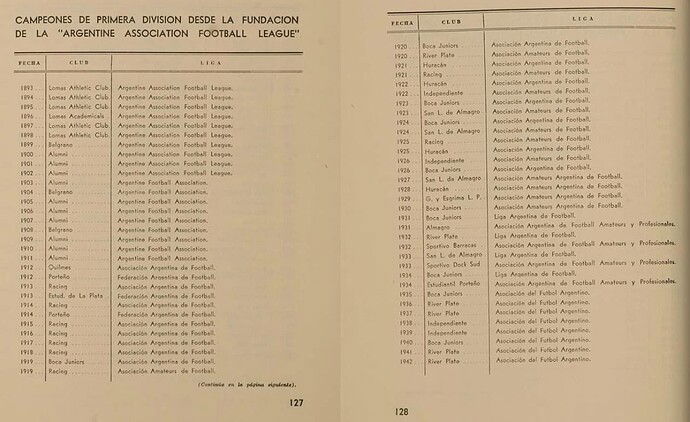 CAMPEONES DE PRIMERA DIVISION DESDE LA FUNDACION
DE LA "ARGENTINE ASSOCIATION FOOTBALL LEAGUE"
FECHA CLUB LIGA
1893 Lomas Athletic Club. Argentine Association Football League.
1894 Lomas Athletic Club. Argentine Association Football League.
1895 Lomas Athletic Club. Argentine Association Football League.
1896 Lomas Academicals Argentine Association Football League.
1897 Lomas Athletic Club. Argentine Association Football League.
1898 Lomas Athletic Club. Argentine Association Football League.
1899 Belgrano Argentine Association Football League.
1900 Alumni Argentine Association Football League.
1901 Alumni Argentine Association Football League.
1902 Alumni Argentine Association Football League.
1903 Alumni Argentine Football Association.
1904 Belgrano Argentine Football Association.
1905 Alumni Argentine Football Association.
1906 Alumni Argentine Football Association.
1907 Alumni Argentine Football Association.
1908 Belgrano Argentine Football Association.
1909 Alumni Argentine Football Association.
1910 Alumni Argentine Football Association.
1911 Alumni Argentine Football Association.
1912 Quilmes Asociación Argentina de Football.
1912 Porteño Federación Argentina de Football.
1913 Racing Asociación Argentina de Football.
1913 Estud. de La Plata Federación Argentina de Football.
1914 Racing Asociación Argentina de Football.
1914 Porteño Federación Argentina de Football.
1915 Racing Asociación Argentina de Football.
1916 Racing Asociación Argentina de Football.
1917 Racing Asociación Argentina de Football.
1918 Racing Asociación Argentina de Football.
1919 Boca Juniors Asociación Argentina de Football.
1919 Racing Asociación Amateurs de Football.
(Continúa en la página siguiente).
127
FECHA CLUB LIGA
1920 Boca Juniors Asociación Argentina de Football.
1920 River Plate Asociación Amateurs de Football.
1921 Huracán Asociación Argentina de Football.
1921 Racing Asociación Amateurs de Football.
1922 Huracán Asociación Argentina de Football.
1922 Independiente Asociación Amateurs de Football.
1923 Boca Juniors Asociación Argentina de Football.
1923 San L. de Almagro Asociación Amateurs de Football.
1924 Boca Juniors Asociación Argentina de Football.
1924 San L. de Almagro Asociación Amateurs de Football.
1925 Racing Asociación Amateurs de Football.
1925 Huracán Asociación Argentina de Football.
1926 Independiente Asociación Amateurs de Football.
1926 Boca Juniors Asociación Argentina de Football.
1927 San L. de Almagro Asociación Amateurs Argentina de Football.
1928 Huracán Asociación Amateurs Argentina de Football.
1929 G. y Esgrima L. P. Asociación Amateurs Argentina de Football.
1930 Boca Juniors Asociación Amateurs Argentina de Football.
1931 Boca Juniors Liga Argentina de Football.
1931 Almagro Asociación Argentina de Football Amateurs y Profesionales.
1932 River Plate Liga Argentina de Football.
1932 Sportivo Barracas Asociación Argentina de Football Amateurs y Profesionales.
1933 San L. de Almagro Liga Argentina de Football.
1933 Sportivo Dock Sud Asociación Argentina de Football Amateurs y Profesionales.
1934 Boca Juniors Liga Argentina de Football.
1934 Estudiantil Porteño Asociación Argentina de Football Amateurs y Profesionales.
1935 Boca Juniors Asociación del Futbol Argentino.
1936 River Plate Asociación del Futbol Argentino.
1937 River Plate Asociación del Futbol Argentino.
1938 Independiente Asociación del Futbol Argentino.
1939 Independiente Asociación del Futbol Argentino.
1940 Boca Juniors Asociación del Futbol Argentino.
1941 River Plate Asociación del Futbol Argentino.
1942 River Plate Asociación del Futbol Argentino.
128